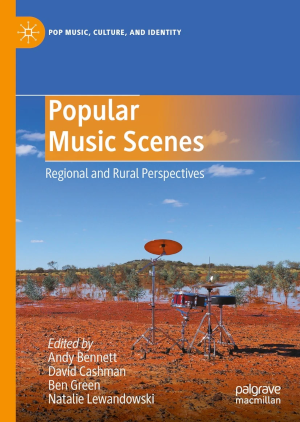 POP MUSIC, CULTURE, AND IDENTITY
Popular
Music Scenes
Regional and Rural Perspectives
Edited by
Andy Bennett
David Cashman
Ben Green
Natalie Lewandowski
palgrave
macmillan